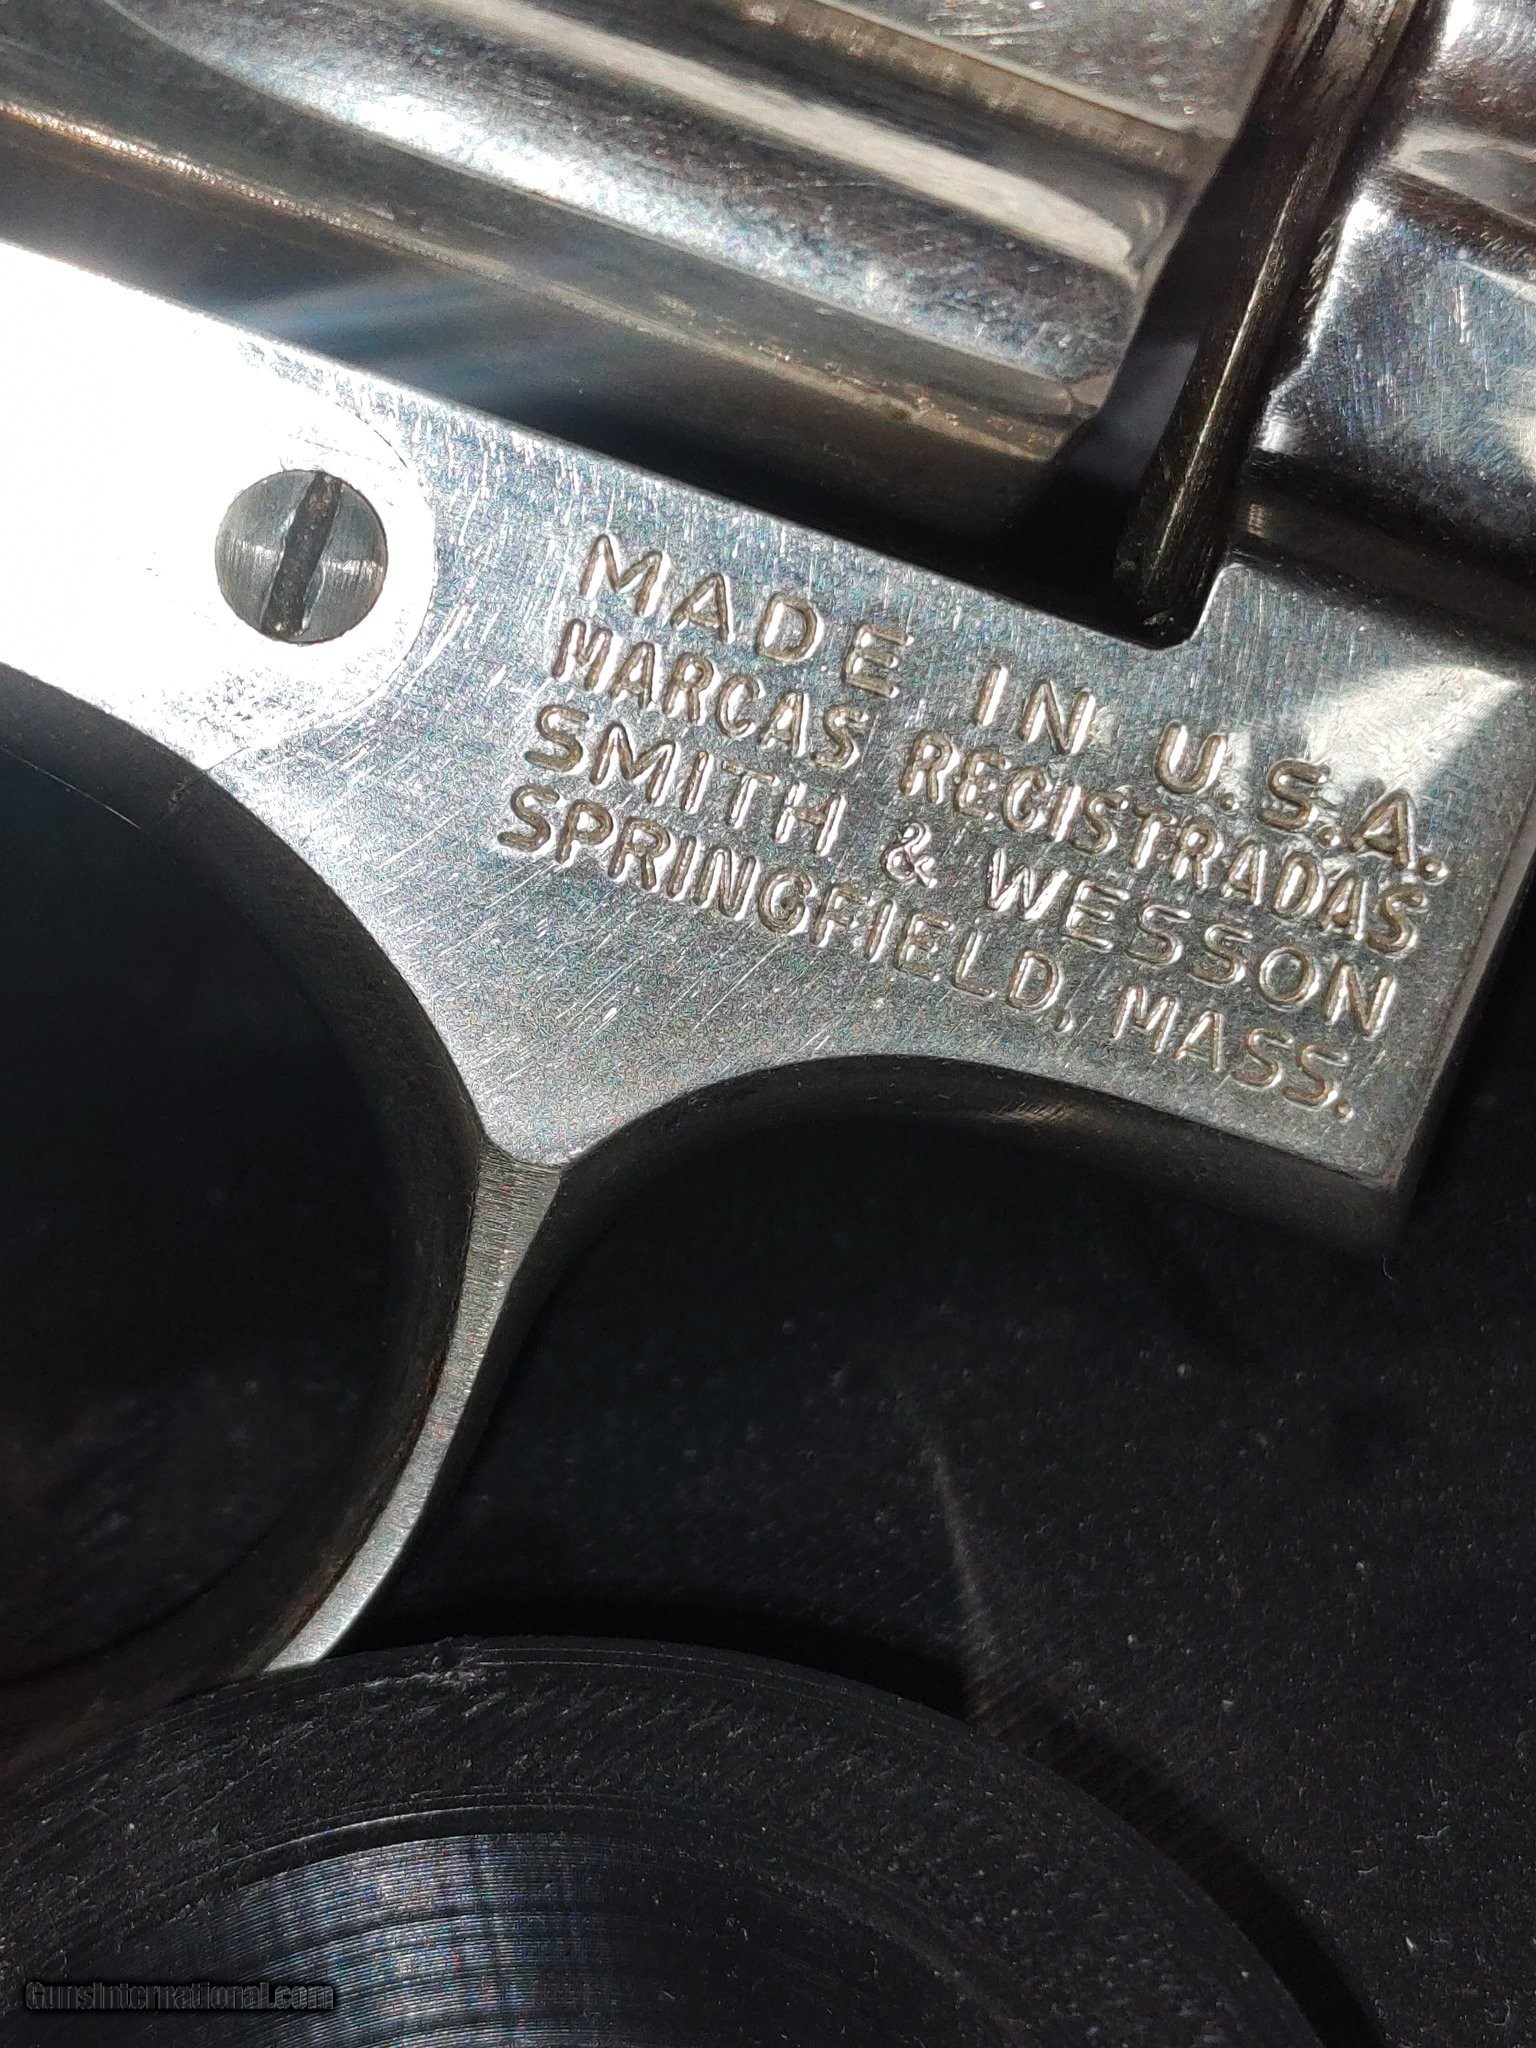 MADE IN U.S.A.
MARCAS REGISTRADAS
SMITH & WESSON
SPRINGFIELD, MASS.
GunsInternational.com